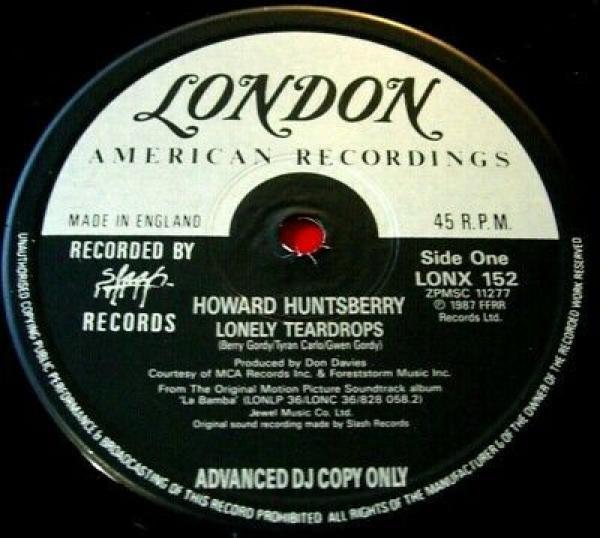 LONDON
AMERICAN RECORDINGS
MADE IN ENGLAND
45 R.P.M.
RECORDED BY
Slash
RECORDS
Side One
LONX 152
ZPMSC 11277
℗ 1987 FFRR
Records Ltd.
HOWARD HUNTSBERRY
LONELY TEARDROPS
(Berry Gordy/Tyran Carlo/Gwen Gordy)
Produced by Don Davies
Courtesy of MCA Records Inc. & Foreststorm Music Inc.
From The Original Motion Picture Soundtrack album
'La Bamba' (LONLP 36/LONC 36/828 058.2)
Jewel Music Co. Ltd.
Original sound recording made by Slash Records
ADVANCED DJ COPY ONLY
UNAUTHORISED COPYING PUBLIC PERFORMANCE & BROADCASTING OF THIS RECORD PROHIBITED ALL RIGHTS OF THE MANUFACTURER & OF THE OWNER OF THE RECORDED WORK RESERVED